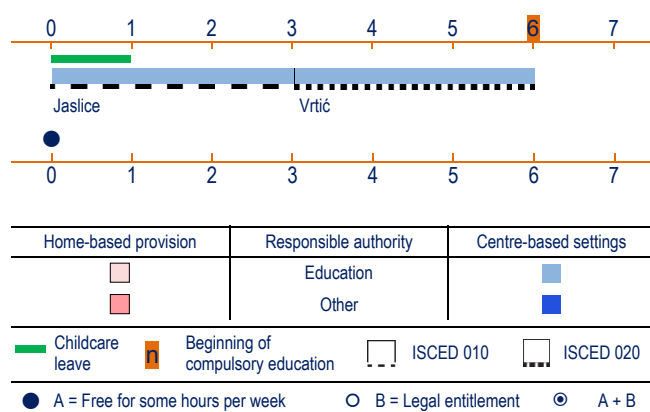 0 1 2 3 4 5 6 7
Jaslice Vrtić
0 1 2 3 4 5 6 7
Home-based provision Responsible authority Centre-based settings
Education
Other
Childcare leave n Beginning of compulsory education ISCED 010 ISCED 020
A = Free for some hours per week B = Legal entitlement A + B